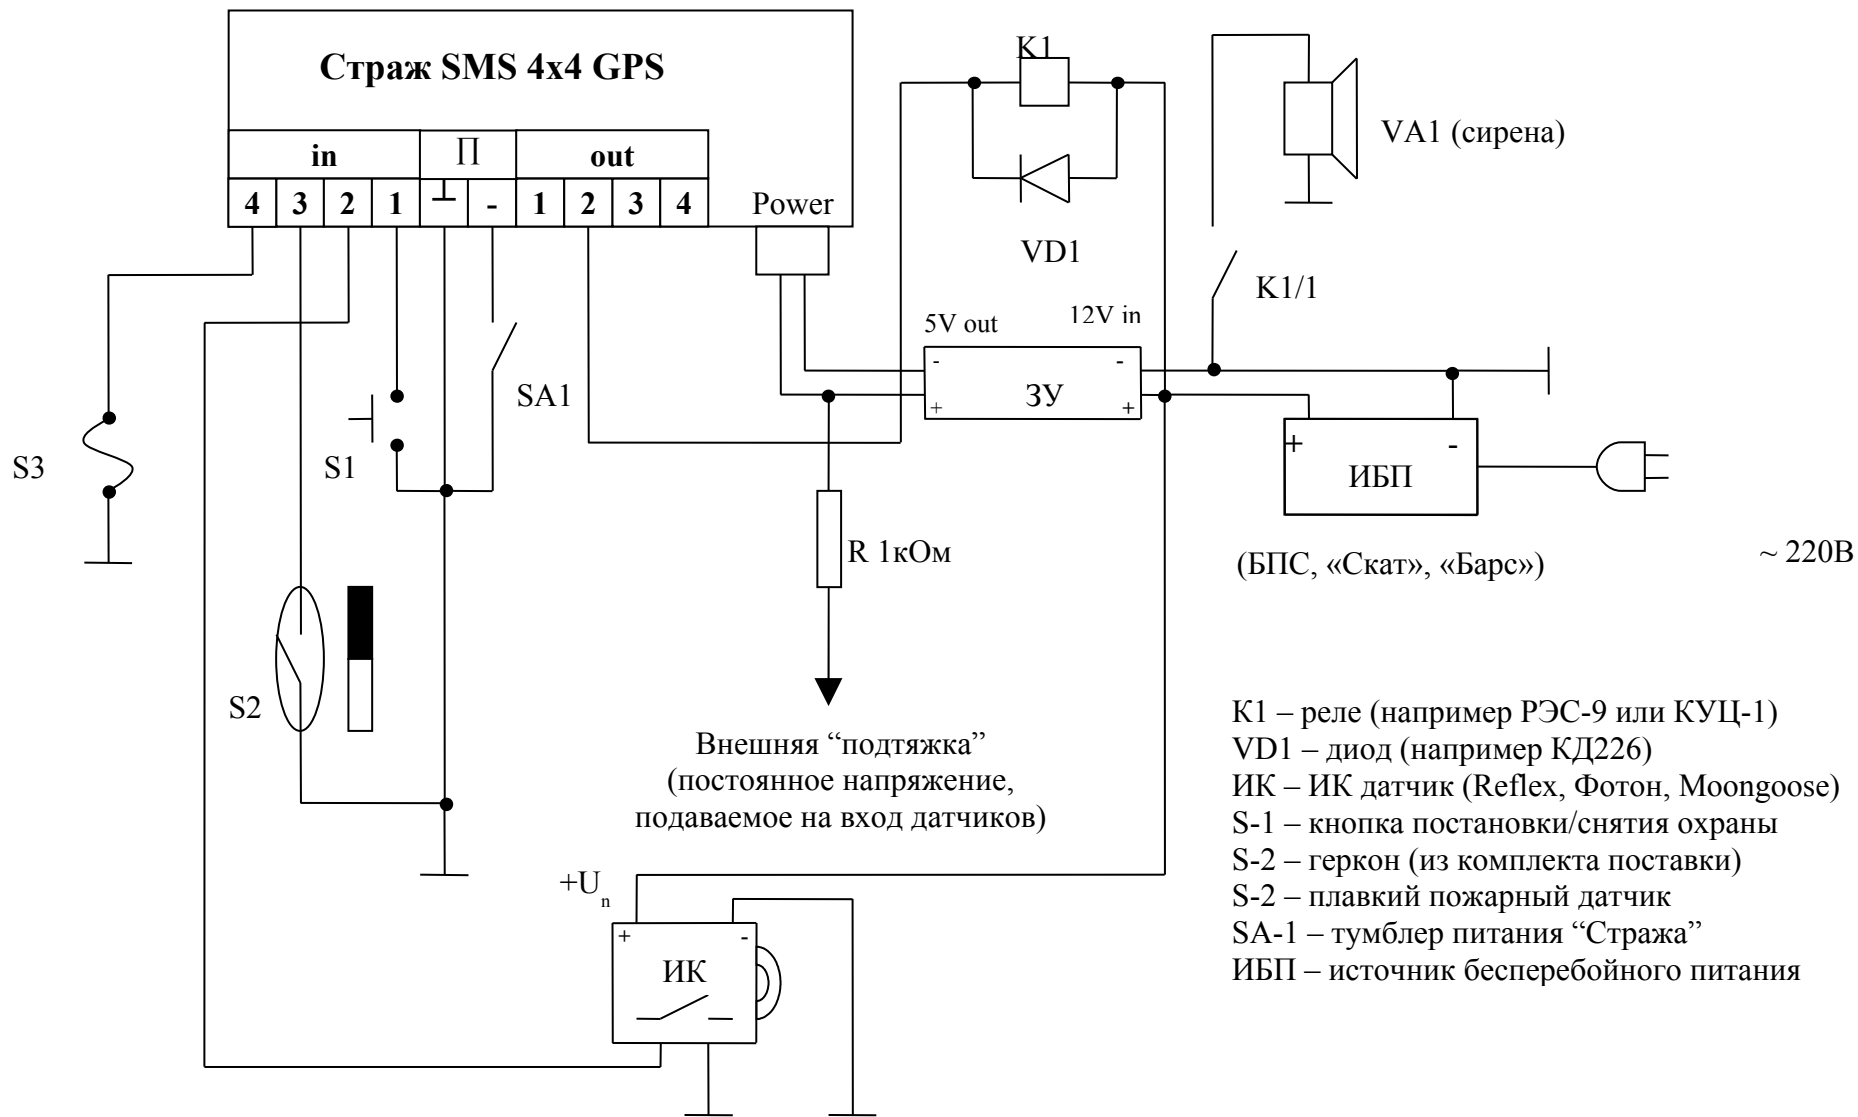 Страж SMS 4x4 GPS
in
П
out
4 3 2 1 ⊥ - 1 2 3 4
Power
K1
VD1
VA1 (сирена)
K1/1
5V out
12V in
-
-
ЗУ
+
+
SA1
S1
S3
+
-
ИБП
R 1кОм
(БПС, «Скат», «Барс»)
~ 220В
S2
Внешняя “подтяжка”
(постоянное напряжение,
подаваемое на вход датчиков)
К1 – реле (например РЭС-9 или КУЦ-1)
VD1 – диод (например КД226)
ИК – ИК датчик (Reflex, Фотон, Moongoose)
S-1 – кнопка постановки/снятия охраны
S-2 – геркон (из комплекта поставки)
S-2 – плавкий пожарный датчик
SA-1 – тумблер питания “Стража”
ИБП – источник бесперебойного питания
+Un
+
-
ИК